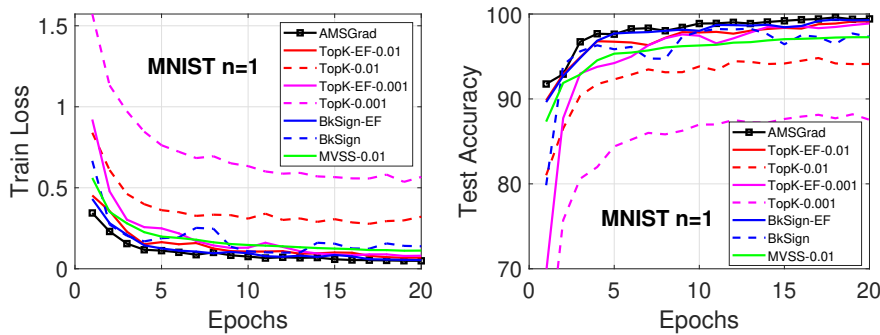 1.5
1
0.5
0
Train Loss
MNIST n=1
AMSGrad
TopK-EF-0.01
TopK-0.01
TopK-EF-0.001
TopK-0.001
BkSign-EF
BkSign
MVSS-0.01
0 5 10 15 20
Epochs
100
90
80
70
Test Accuracy
MNIST n=1
AMSGrad
TopK-EF-0.01
TopK-0.01
TopK-EF-0.001
TopK-0.001
BkSign-EF
BkSign
MVSS-0.01
0 5 10 15 20
Epochs